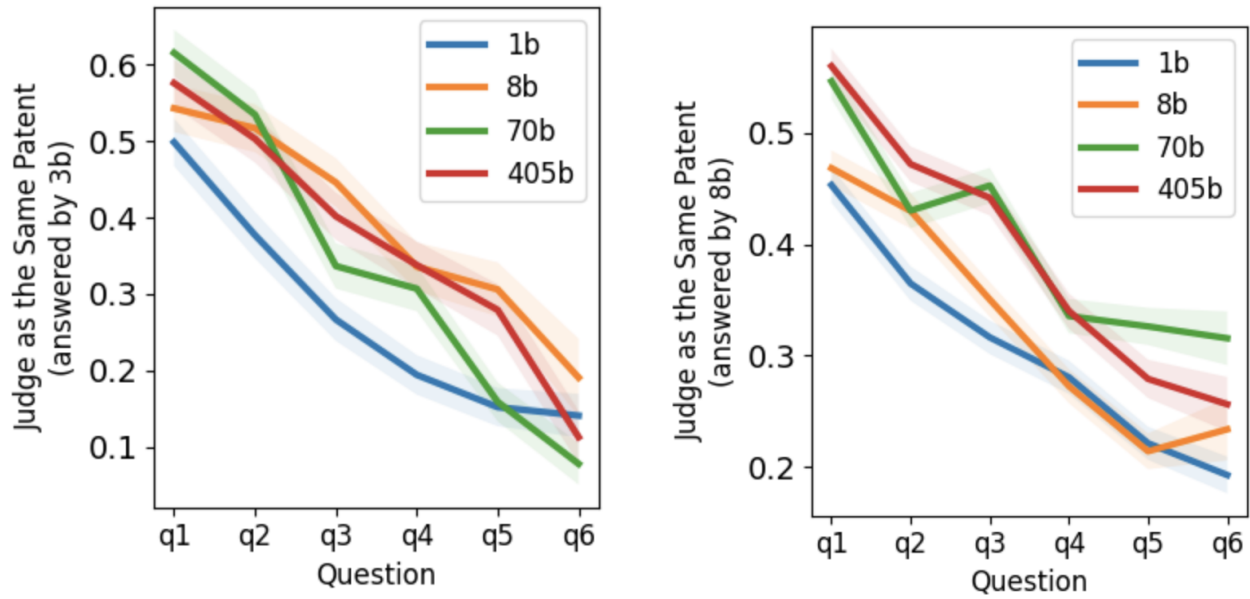 Judge as the Same Patent
(answered by 3b)
0.6
0.5
0.4
0.3
0.2
0.1
1b
8b
70b
405b
q1 q2 q3 q4 q5 q6
Question
Judge as the Same Patent
(answered by 8b)
0.5
0.4
0.3
0.2
1b
8b
70b
405b
q1 q2 q3 q4 q5 q6
Question